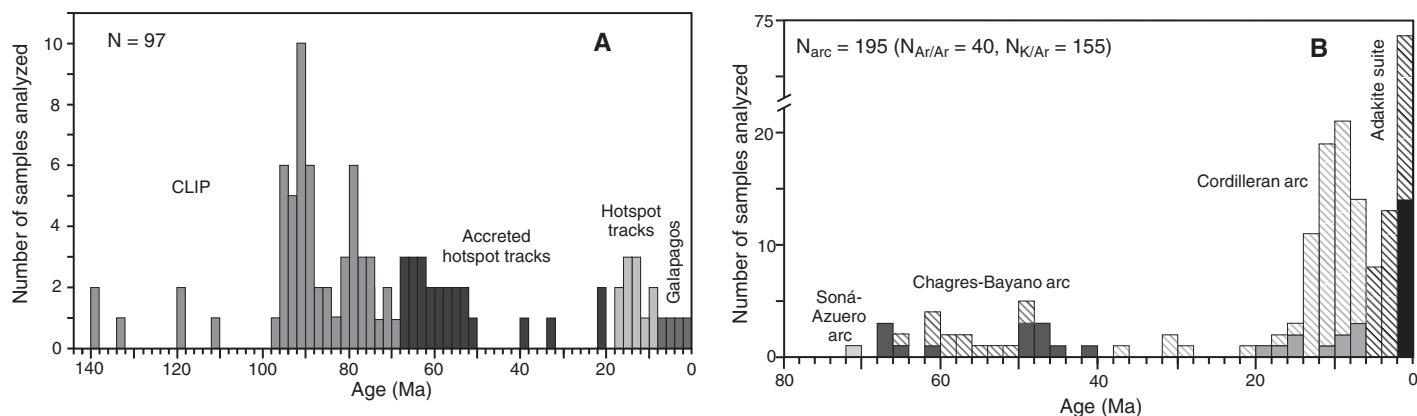 N = 97
A
Number of samples analyzed
10
8
6
4
2
0
CLIP
Accreted
hotspot tracks
Hotspot
tracks
Galapagos
140 120 100 80 60 40 20 0
Age (Ma)
75
N_arc = 195 (N_Ar/Ar = 40, N_K/Ar = 155)
B
Number of samples analyzed
20
10
0
Soná-
Azuero
arc
Chagres-Bayano arc
Cordilleran arc
Adakite suite
80 60 40 20 0
Age (Ma)